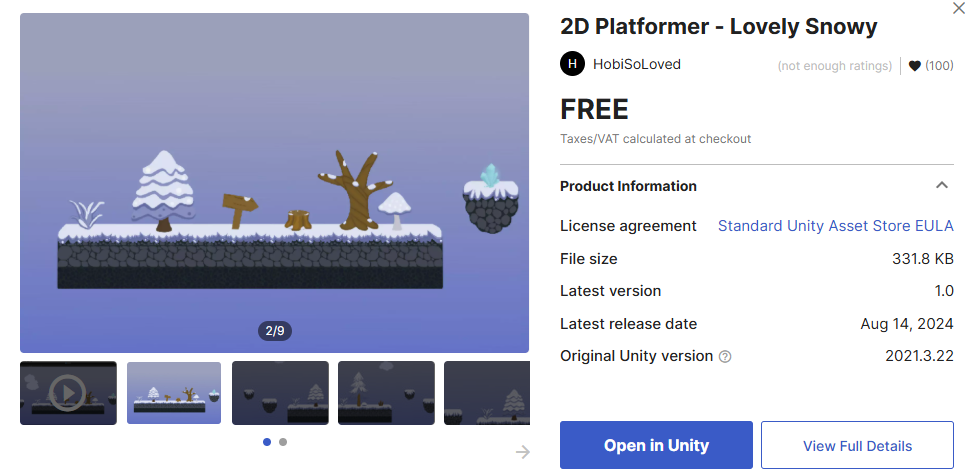 2D Platformer - Lovely Snowy
H HobiSoLoved (not enough ratings) (100)
FREE
Taxes/VAT calculated at checkout
Product Information
License agreement Standard Unity Asset Store EULA
File size 331.8 KB
Latest version 1.0
Latest release date Aug 14, 2024
Original Unity version ? 2021.3.22
2/9
Open in Unity View Full Details